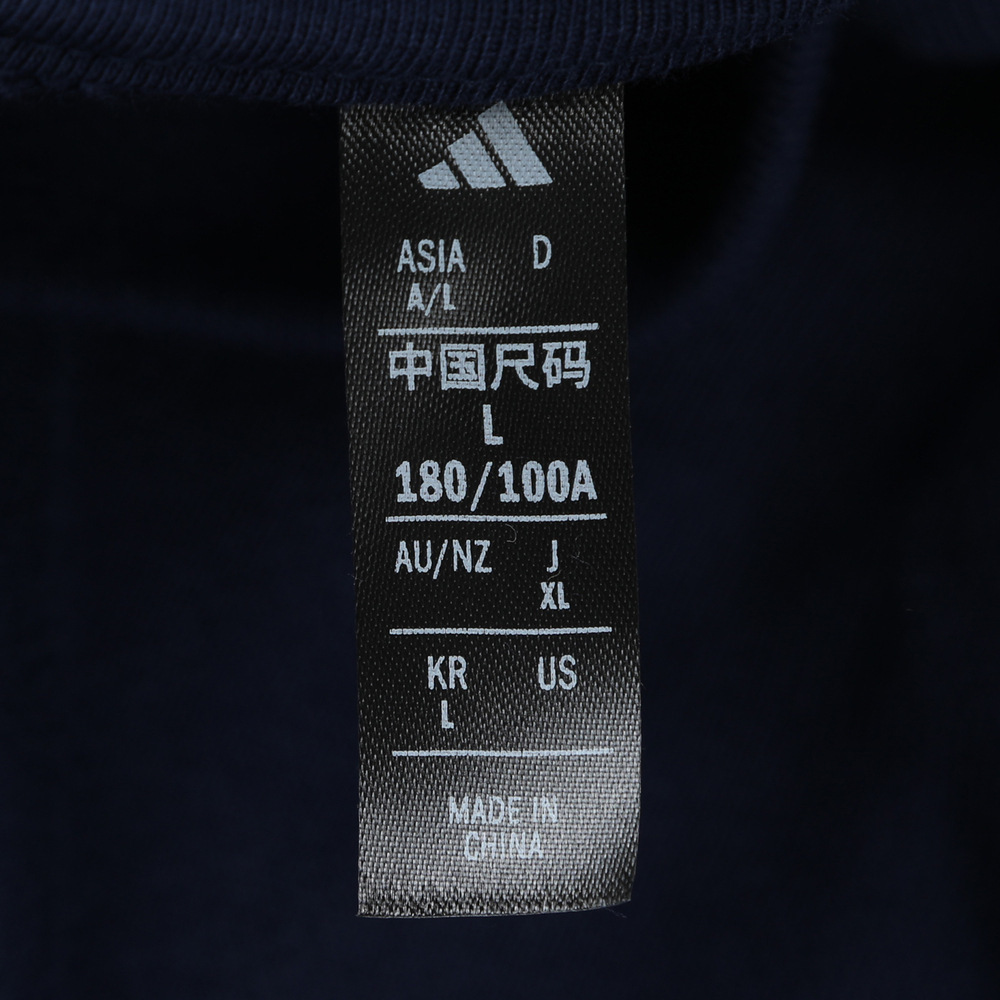 ASIA D
A/L
中国尺码
L
180/100A
AU/NZ J
XL
KR US
L
MADE IN
CHINA